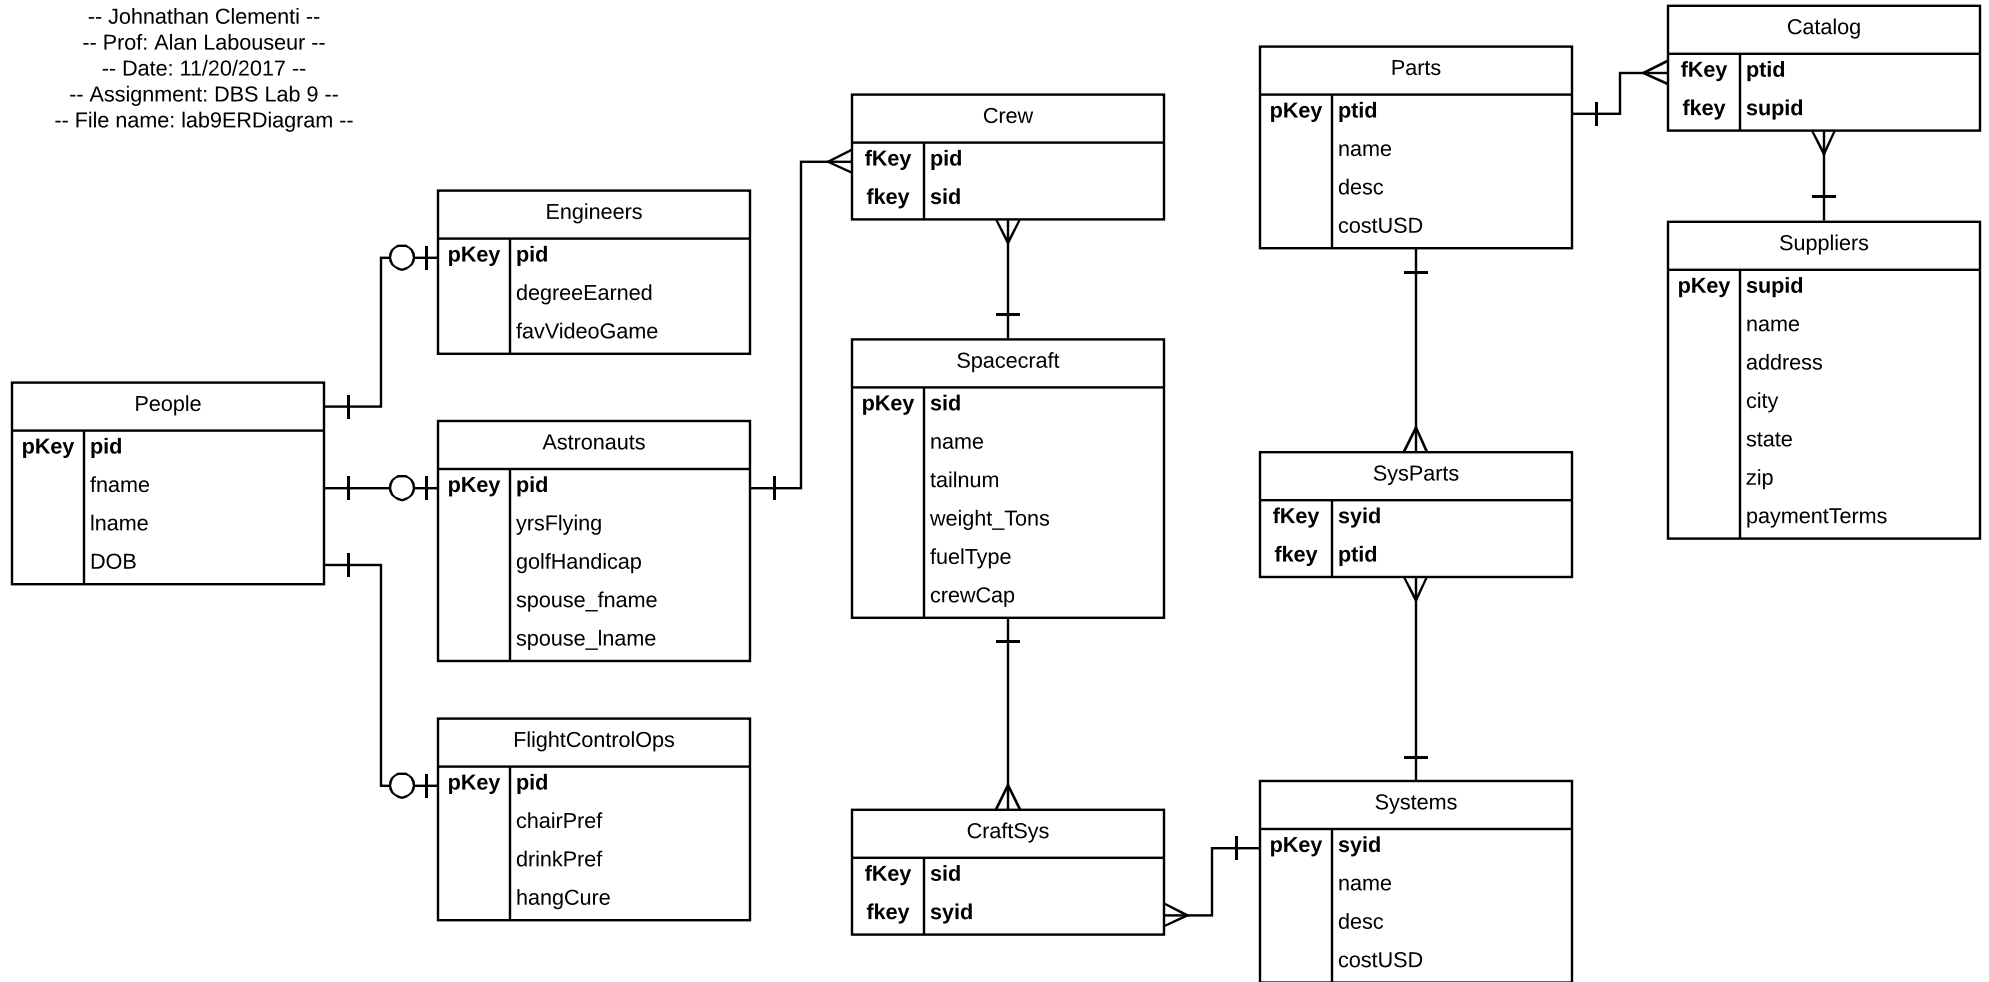 -- Johnathan Clementi --
-- Prof: Alan Labouseur --
-- Date: 11/20/2017 --
-- Assignment: DBS Lab 9 --
-- File name: lab9ERDiagram --
People
pKey pid
fname
lname
DOB
Engineers
pKey pid
degreeEarned
favVideoGame
Astronauts
pKey pid
yrsFlying
golfHandicap
spouse_fname
spouse_lname
FlightControlOps
pKey pid
chairPref
drinkPref
hangCure
Crew
fKey pid
fkey sid
Spacecraft
pKey sid
name
tailnum
weight_Tons
fuelType
crewCap
CraftSys
fKey sid
fkey syid
Parts
pKey ptid
name
desc
costUSD
SysParts
fKey syid
fkey ptid
Systems
pKey syid
name
desc
costUSD
Catalog
fKey ptid
fkey supid
Suppliers
pKey supid
name
address
city
state
zip
paymentTerms